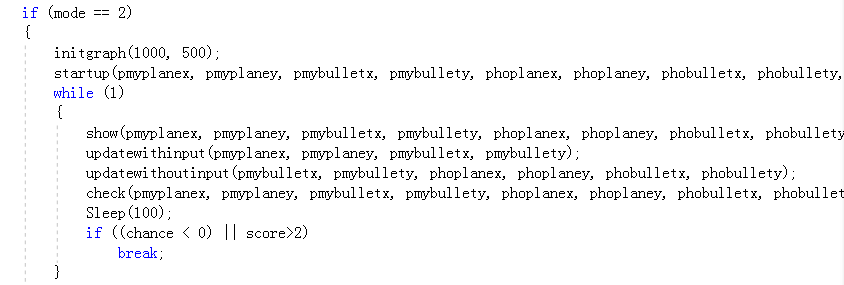 if (mode == 2)
{
initgraph(1000, 500);
startup(pmyplanex, pmyplaney, pmybulletx, pmybullety, phoplanex, phoplaney, phobulletx, phobullety,
while (1)
{
show(pmyplanex, pmyplaney, pmybulletx, pmybullety, phoplanex, phoplaney, phobulletx, phobullety
updatewithinput(pmyplanex, pmyplaney, pmybulletx, pmybullety);
updatewithoutinput(pmybulletx, pmybullety, phoplanex, phoplaney, phobulletx, phobullety);
check(pmyplanex, pmyplaney, pmybulletx, pmybullety, phoplanex, phoplaney, phobulletx, phobullet
Sleep(100);
if ((chance < 0) || score>2)
break;
}